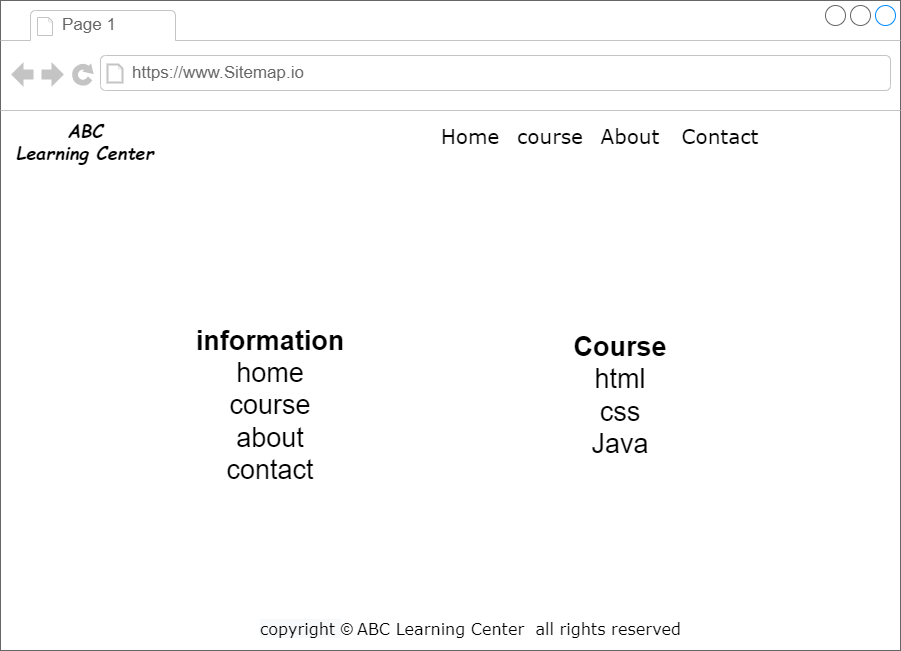 Page 1
https://www.Sitemap.io
ABC
Learning Center
Home course About Contact
information
home
course
about
contact
Course
html
css
Java
copyright © ABC Learning Center all rights reserved